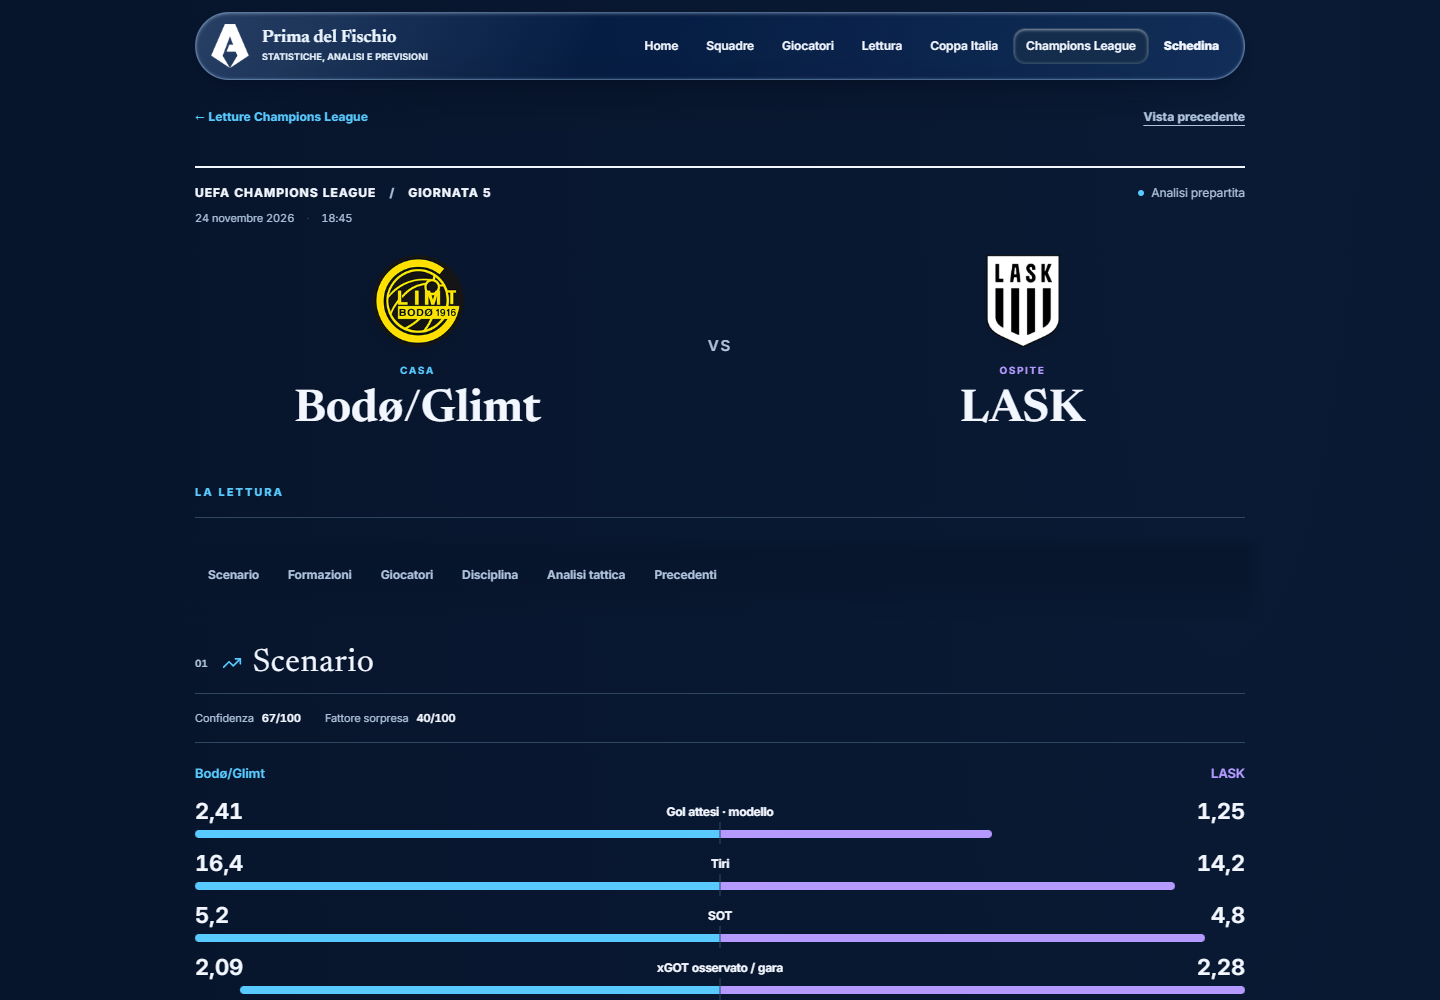 Prima del Fischio
STATISTICHE, ANALISI E PREVISIONI
Home Squadre Giocatori Lettura Coppa Italia Champions League Schedina
← Letture Champions League Vista precedente
UEFA CHAMPIONS LEAGUE / GIORNATA 5 Analisi prepartita
24 novembre 2026 · 18:45
LIMT
BODØ 1916
LASK
VS
CASA OSPITE
Bodø/Glimt LASK
LA LETTURA
Scenario Formazioni Giocatori Disciplina Analisi tattica Precedenti
01 Scenario
Confidenza 67/100 Fattore sorpresa 40/100
Bodø/Glimt LASK
2,41 Gol attesi · modello 1,25
16,4 Tiri 14,2
5,2 SOT 4,8
2,09 xGOT osservato / gara 2,28